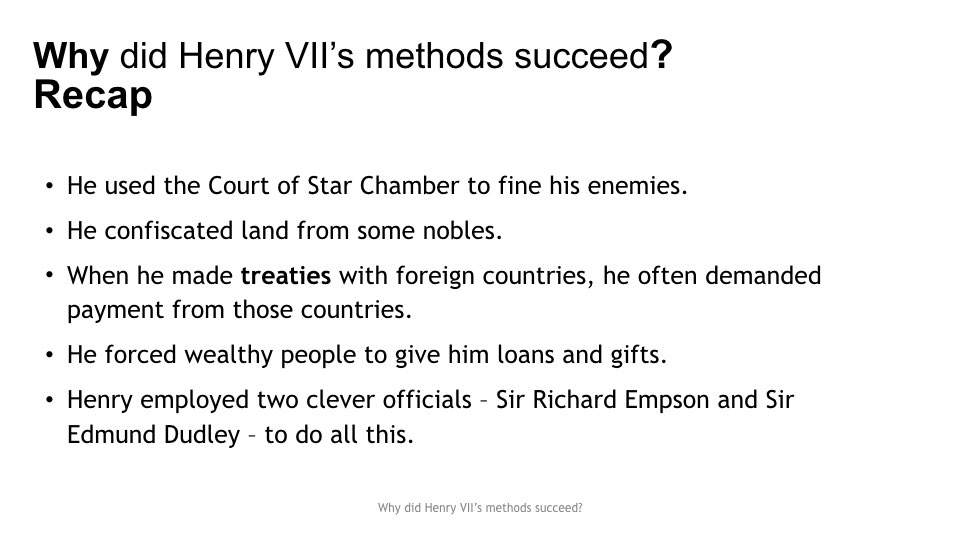 Why did Henry VII’s methods succeed?
Recap
• He used the Court of Star Chamber to fine his enemies.
• He confiscated land from some nobles.
• When he made treaties with foreign countries, he often demanded
payment from those countries.
• He forced wealthy people to give him loans and gifts.
• Henry employed two clever officials – Sir Richard Empson and Sir
Edmund Dudley – to do all this.
Why did Henry VII’s methods succeed?